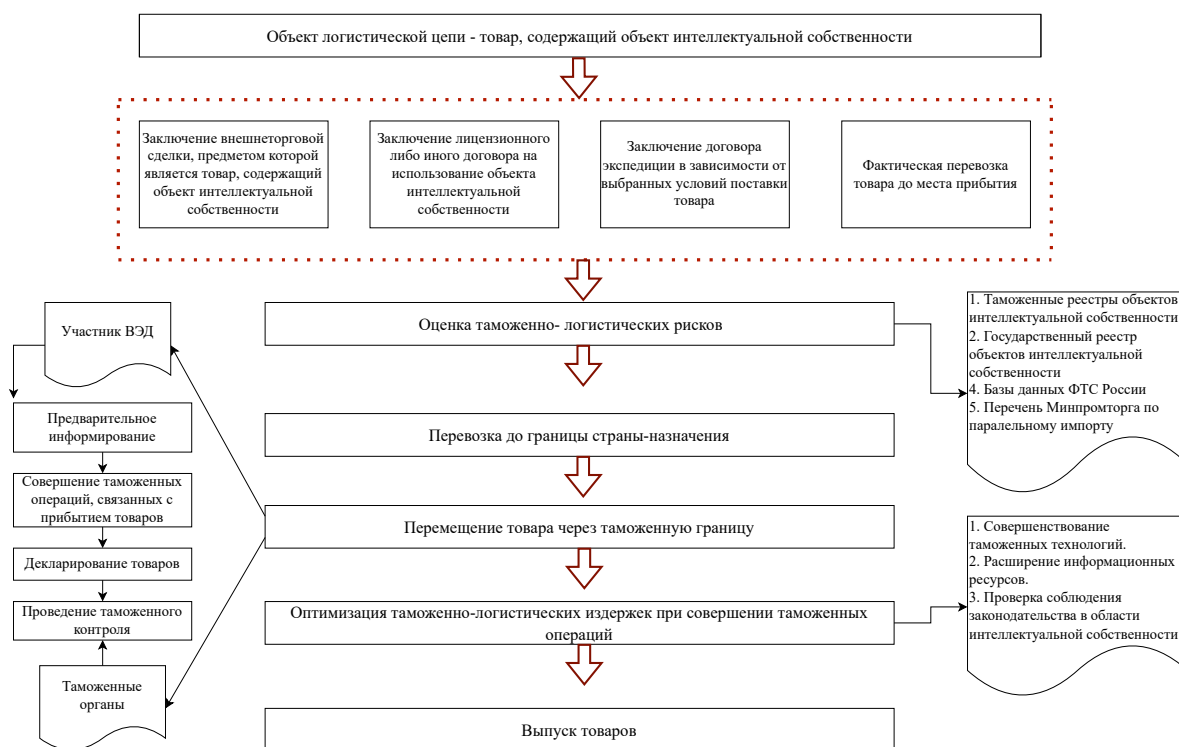 Объект логистической цепи - товар, содержащий объект интеллектуальной собственности
Заключение внешнеторговой
сделки, предметом которой
является товар, содержащий
объект интеллектуальной
собственности
Заключение лицензионного
либо иного договора на
использование объекта
интеллектуальной
собственности
Заключение договора
экспедиции в зависимости от
выбранных условий поставки
товара
Фактическая перевозка
товара до места прибытия
Участник ВЭД
Предварительное
информирование
Совершение таможенных
операций, связанных с
прибытием товаров
Декларирование товаров
Проведение таможенного
контроля
Таможенные
органы
Оценка таможенно- логистических рисков
Перевозка до границы страны-назначения
Перемещение товара через таможенную границу
Оптимизация таможенно-логистических издержек при совершении таможенных
операций
Выпуск товаров
1. Таможенные реестры объектов
интеллектуальной собственности
2. Государственный реестр
объектов интеллектуальной
собственности
4. Базы данных ФТС России
5. Перечень Минпромторга по
паралельному импорту
1. Совершенствование
таможенных технологий.
2. Расширение информационных
ресурсов.
3. Проверка соблюдения
законодательства в области
интеллектуальной собственности